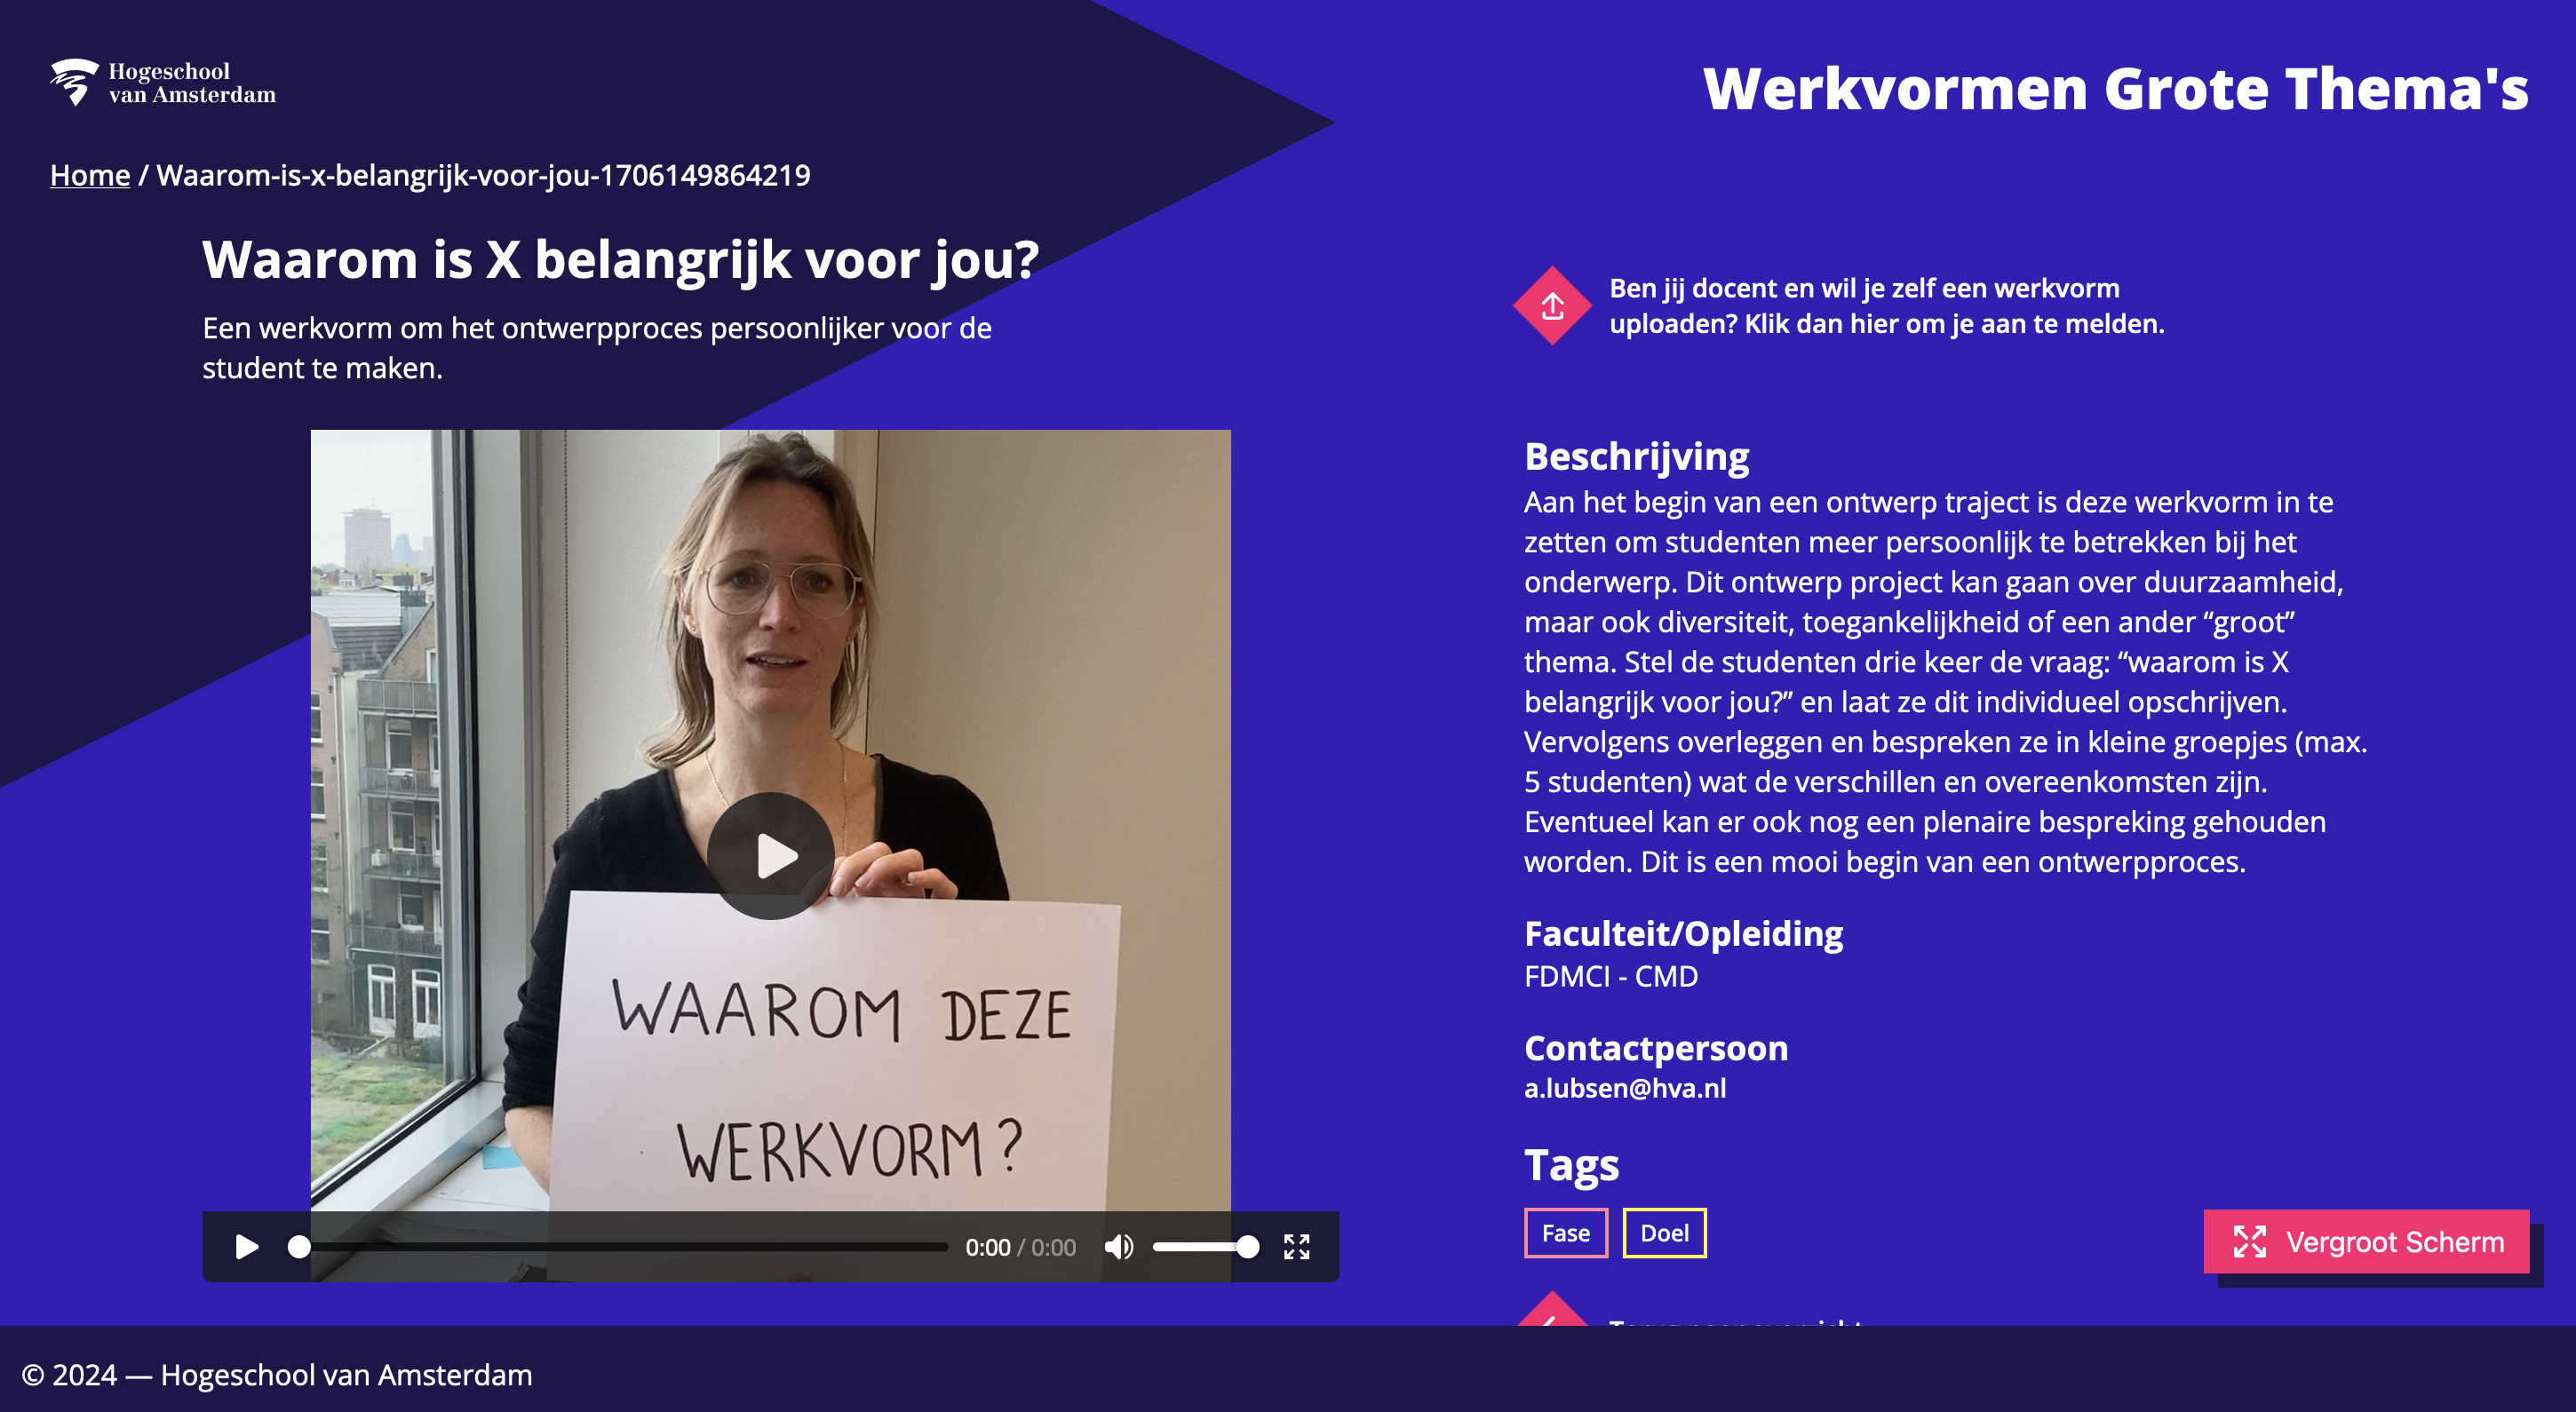 Hogeschool
van Amsterdam
Werkvormen Grote Thema's
Home / Waarom-is-x-belangrijk-voor-jou-1706149864219
Waarom is X belangrijk voor jou?
Een werkvorm om het ontwerpproces persoonlijker voor de
student te maken.
WAAROM DEZE
WERKVORM?
0:00 / 0:00
Ben jij docent en wil je zelf een werkvorm
uploaden? Klik dan hier om je aan te melden.
Beschrijving
Aan het begin van een ontwerp traject is deze werkvorm in te
zetten om studenten meer persoonlijk te betrekken bij het
onderwerp. Dit ontwerp project kan gaan over duurzaamheid,
maar ook diversiteit, toegankelijkheid of een ander “groot”
thema. Stel de studenten drie keer de vraag: “waarom is X
belangrijk voor jou?” en laat ze dit individueel opschrijven.
Vervolgens overleggen en bespreken ze in kleine groepjes (max.
5 studenten) wat de verschillen en overeenkomsten zijn.
Eventueel kan er ook nog een plenaire bespreking gehouden
worden. Dit is een mooi begin van een ontwerpproces.
Faculteit/Opleiding
FDMCI - CMD
Contactpersoon
a.lubsen@hva.nl
Tags
Fase
Doel
Vergroot Scherm
© 2024 — Hogeschool van Amsterdam